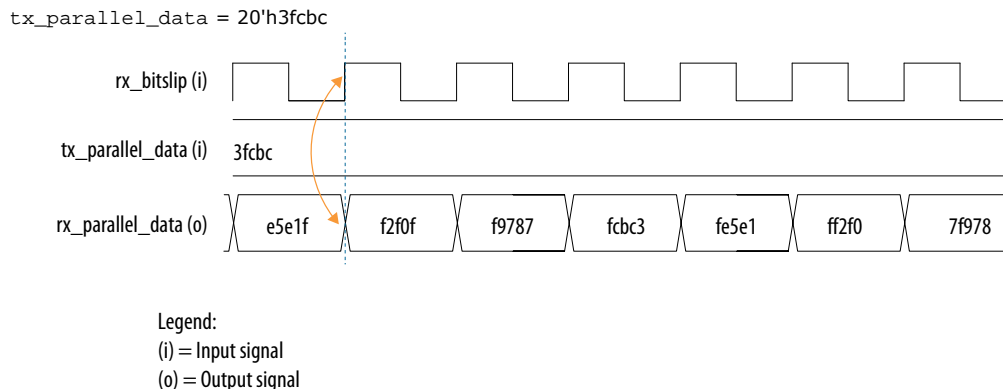 tx_parallel_data = 20'h3fcbc
rx_bitslip (i)
tx_parallel_data (i) 3fcbc
rx_parallel_data (o) e5e1f f2f0f f9787 fcbc3 fe5e1 ff2f0 7f978
Legend:
(i) = Input signal
(o) = Output signal